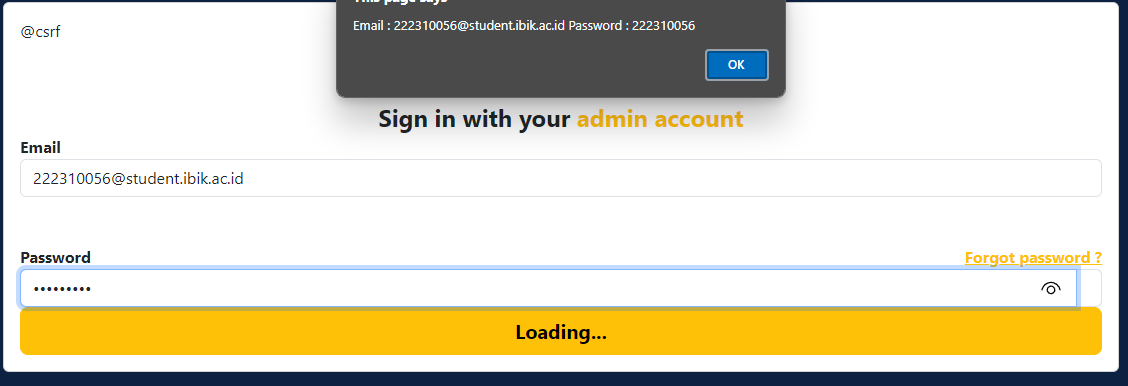 This page says
Email : 222310056@student.ibik.ac.id Password : 222310056
OK
@csrf
Sign in with your admin account
Email
222310056@student.ibik.ac.id
Password
Forgot password ?
•••••••••
Loading...